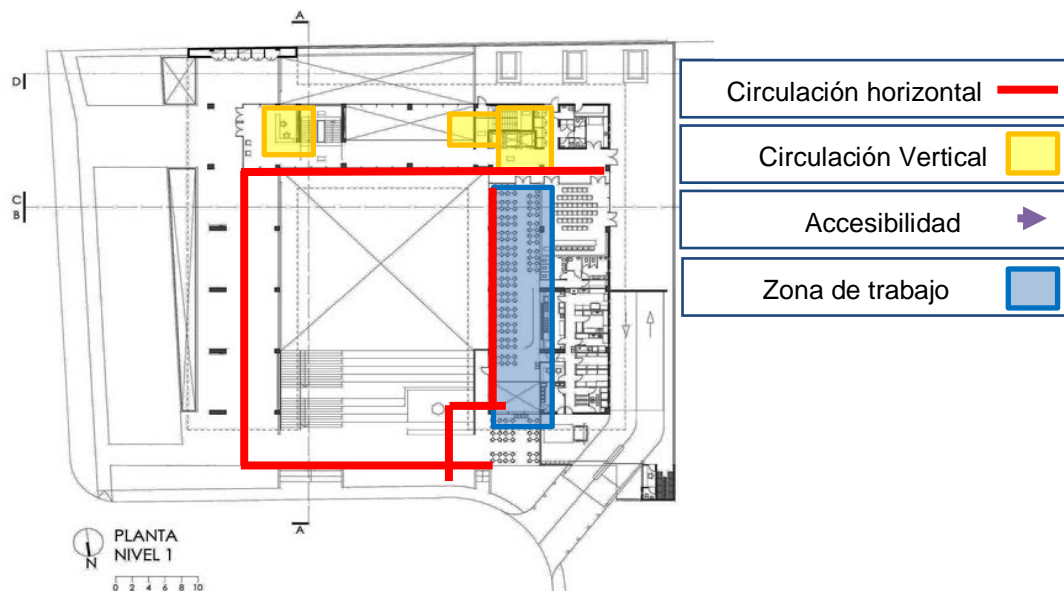 A
D
Circulación horizontal
Circulación Vertical
C
B
Accesibilidad
Zona de trabajo
A
PLANTA
NIVEL 1
N
0 2 4 6 8 10